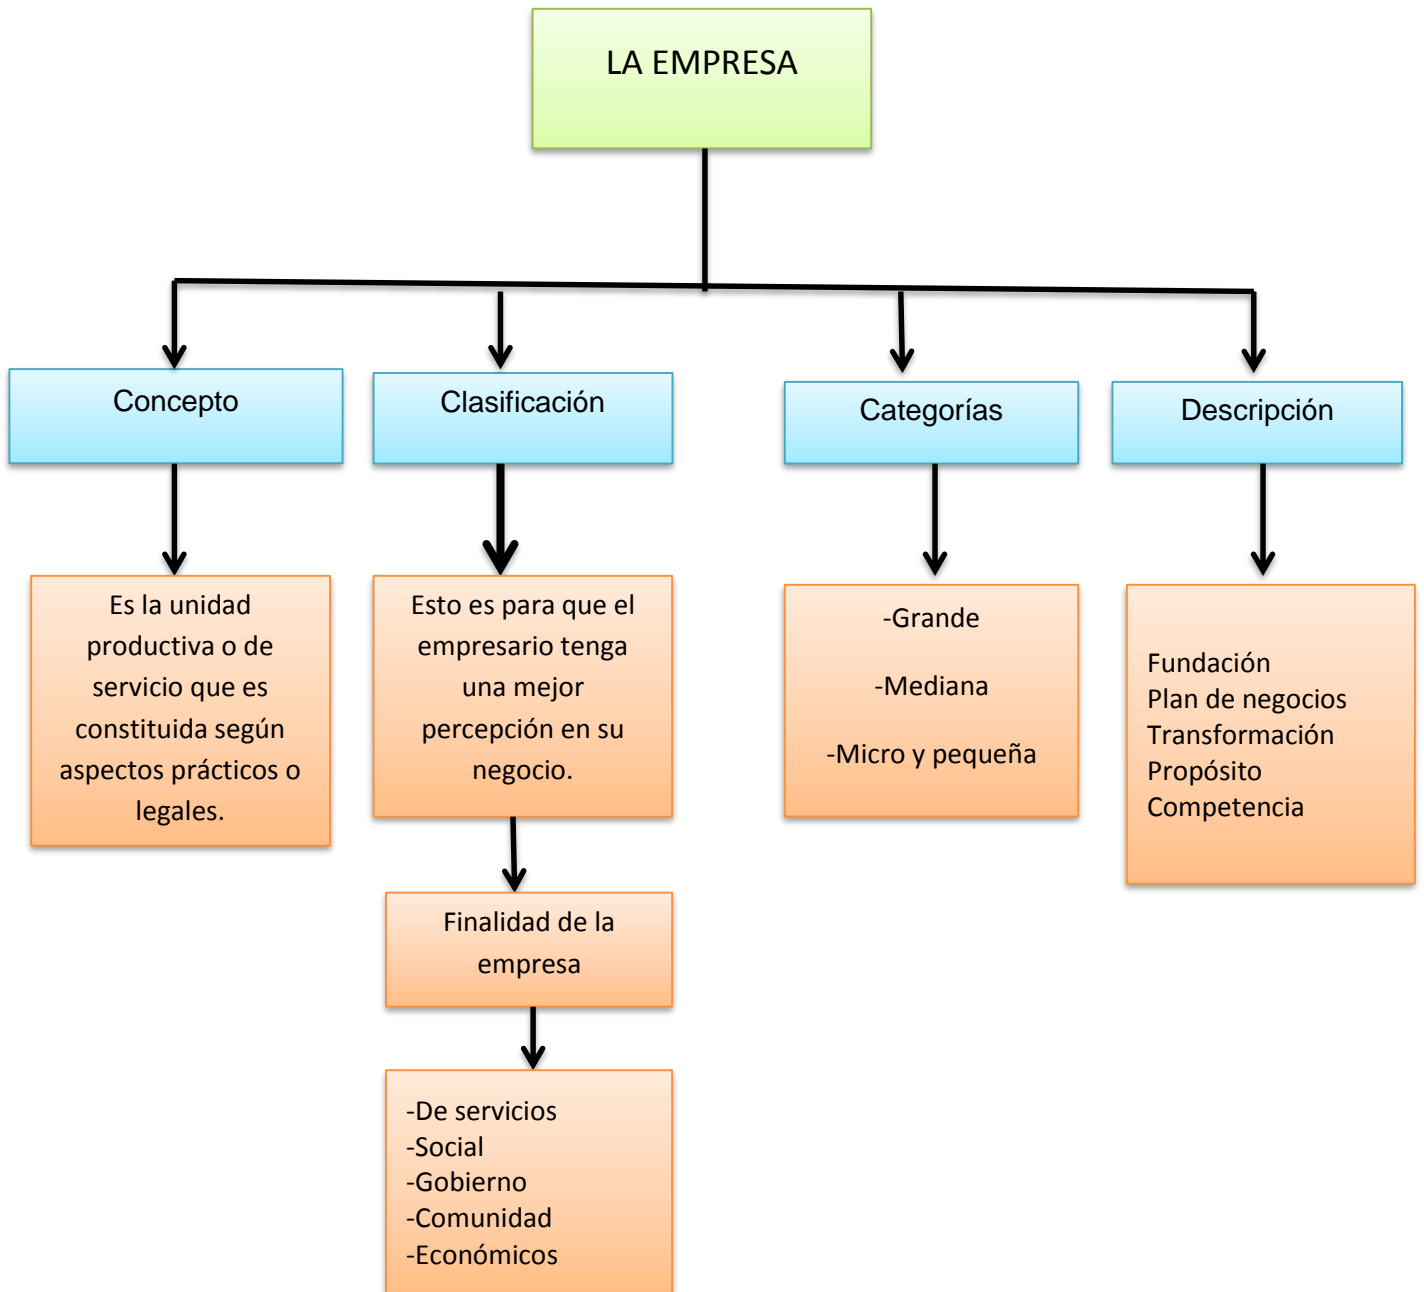 LA EMPRESA
Concepto
Clasificación
Categorías
Descripción
Es la unidad
productiva o de
servicio que es
constituida según
aspectos prácticos o
legales.
Esto es para que el
empresario tenga
una mejor
percepción en su
negocio.
-Grande
-Mediana
-Micro y pequeña
Fundación
Plan de negocios
Transformación
Propósito
Competencia
Finalidad de la
empresa
-De servicios
-Social
-Gobierno
-Comunidad
-Económicos